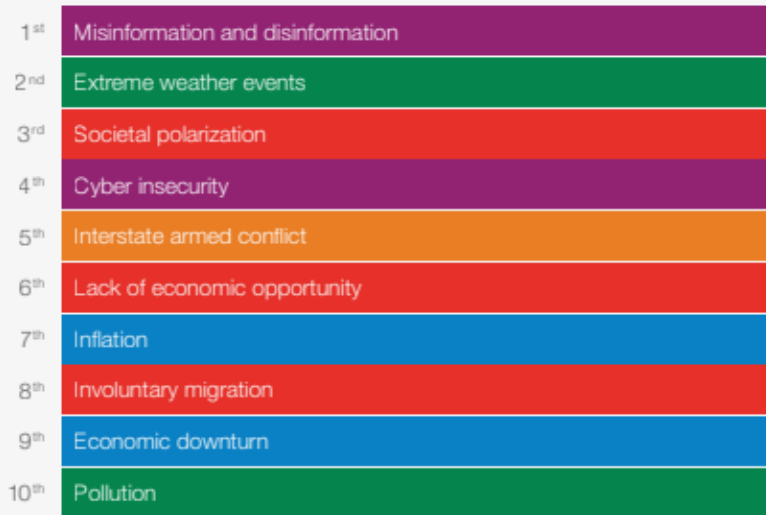 1st Misinformation and disinformation
2nd Extreme weather events
3rd Societal polarization
4th Cyber insecurity
5th Interstate armed conflict
6th Lack of economic opportunity
7th Inflation
8th Involuntary migration
9th Economic downturn
10th Pollution